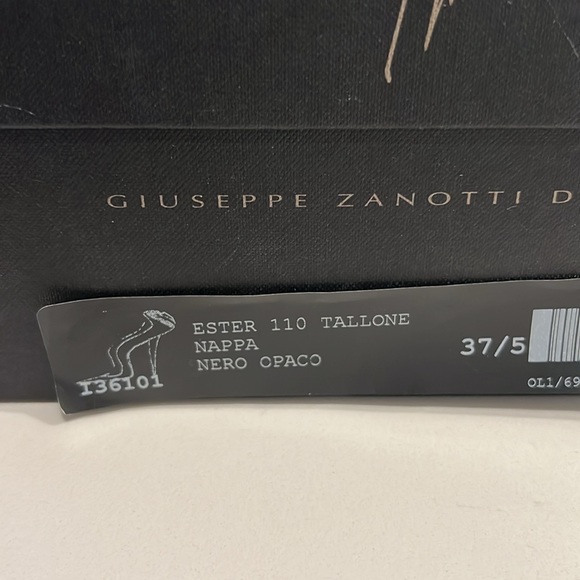 GIUSEPPE ZANOTTI D
ESTER 110 TALLONE
NAPPA
NERO OPACO
37/5
I36101
OL1/69